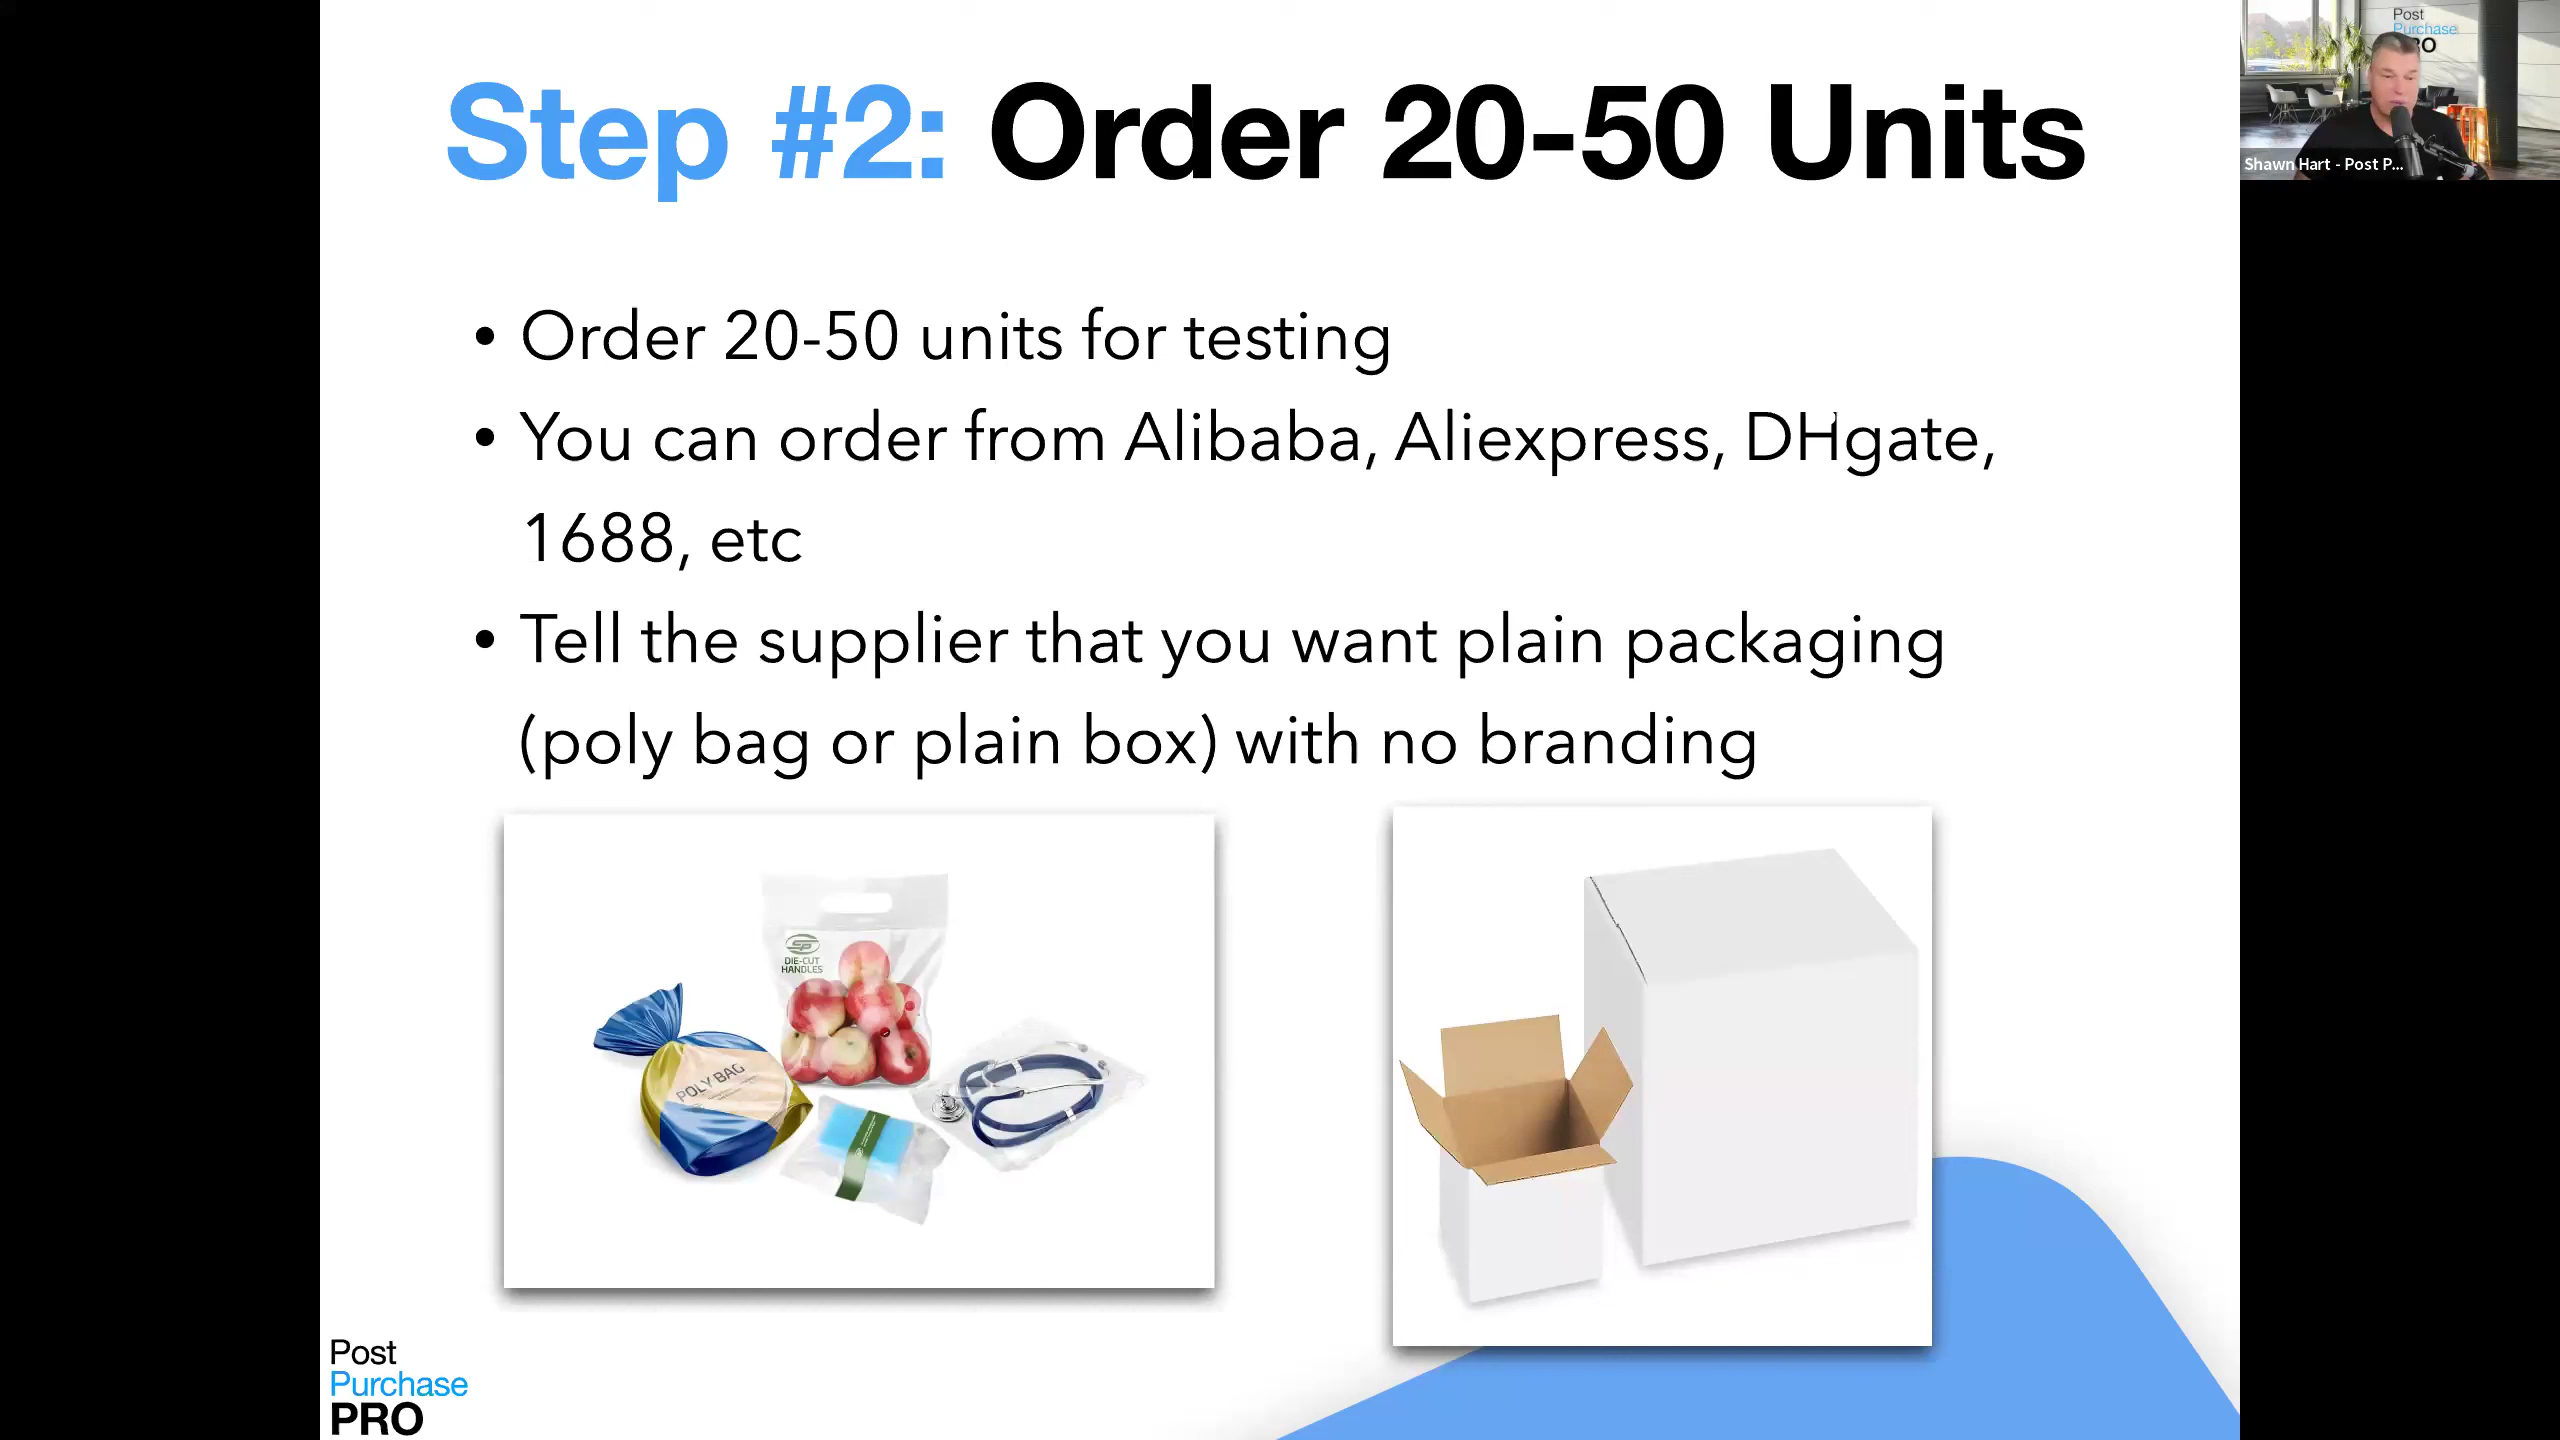 Step #2: Order 20-50 Units
• Order 20-50 units for testing
• You can order from Alibaba, Aliexpress, DHgate,
1688, etc
• Tell the supplier that you want plain packaging
(poly bag or plain box) with no branding
DIE-CUT
HANDLES
POLY BAG
Post
Purchase
PRO
Post
Purchase
PRO
Shawn Hart - Post P...